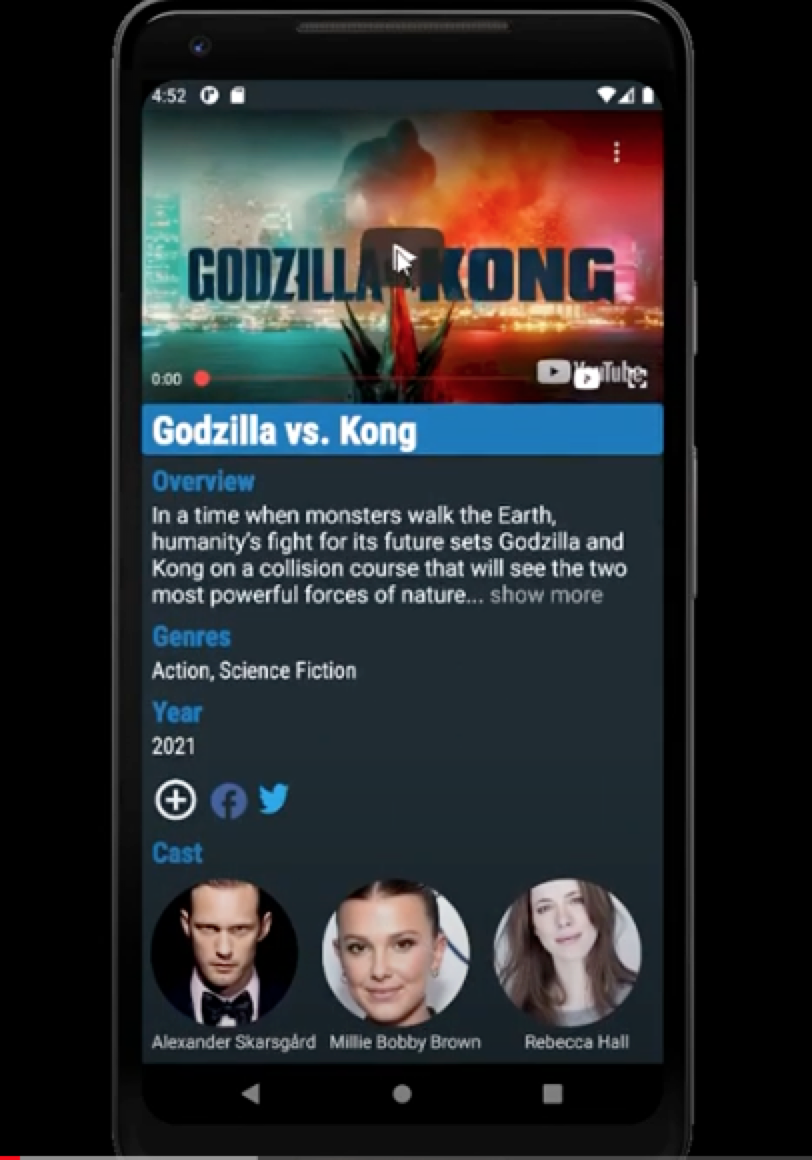 4:52
GODZILLA KONG
0:00
YouTube
Godzilla vs. Kong
Overview
In a time when monsters walk the Earth,
humanity's fight for its future sets Godzilla and
Kong on a collision course that will see the two
most powerful forces of nature... show more
Genres
Action, Science Fiction
Year
2021
Cast
Alexander Skarsgård Millie Bobby Brown Rebecca Hall